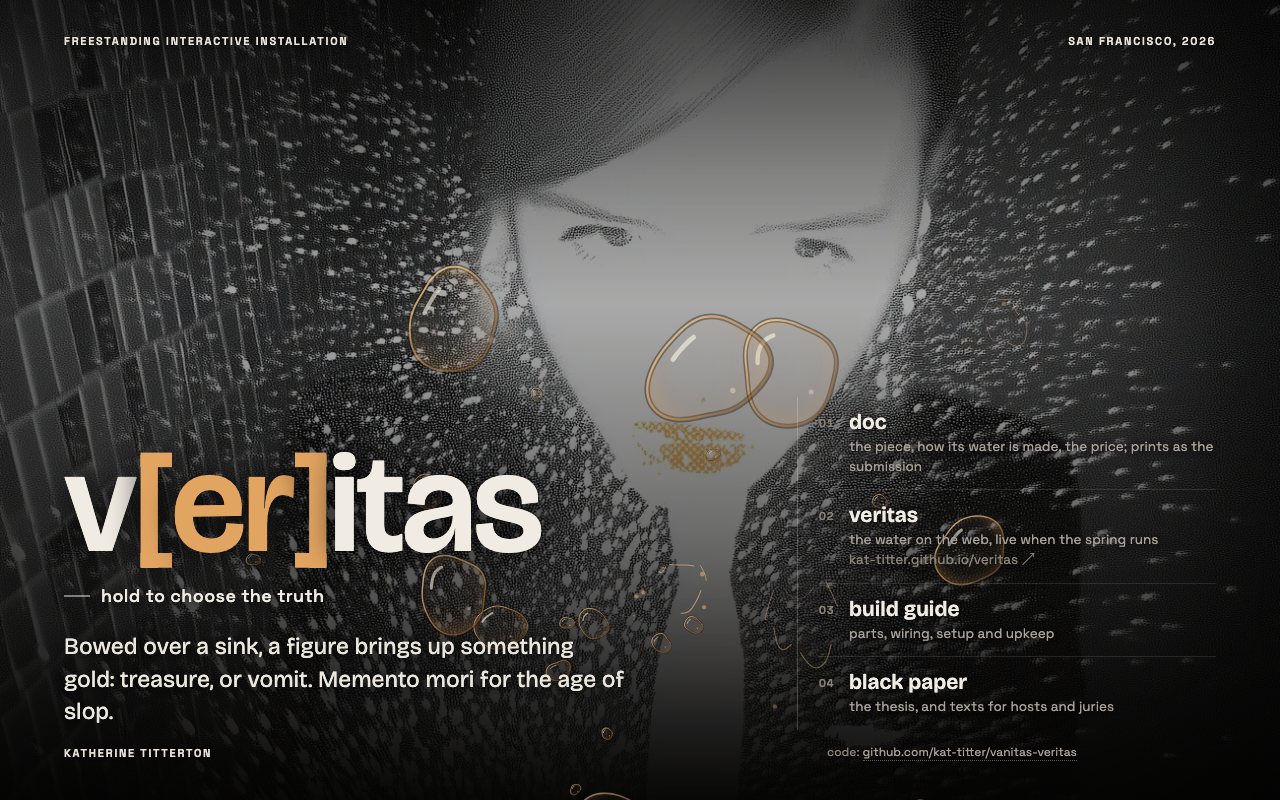 FREESTANDING INTERACTIVE INSTALLATION
SAN FRANCISCO, 2026
v[er]itas
hold to choose the truth
Bowed over a sink, a figure brings up something
gold: treasure, or vomit. Memento mori for the age of
slop.
KATHERINE TITTERTON
01 doc
the piece, how its water is made, the price; prints as the
submission
02 veritas
the water on the web, live when the spring runs
kat-titter.github.io/veritas ↗
03 build guide
parts, wiring, setup and upkeep
04 black paper
the thesis, and texts for hosts and juries
code: github.com/kat-titter/vanitas-veritas